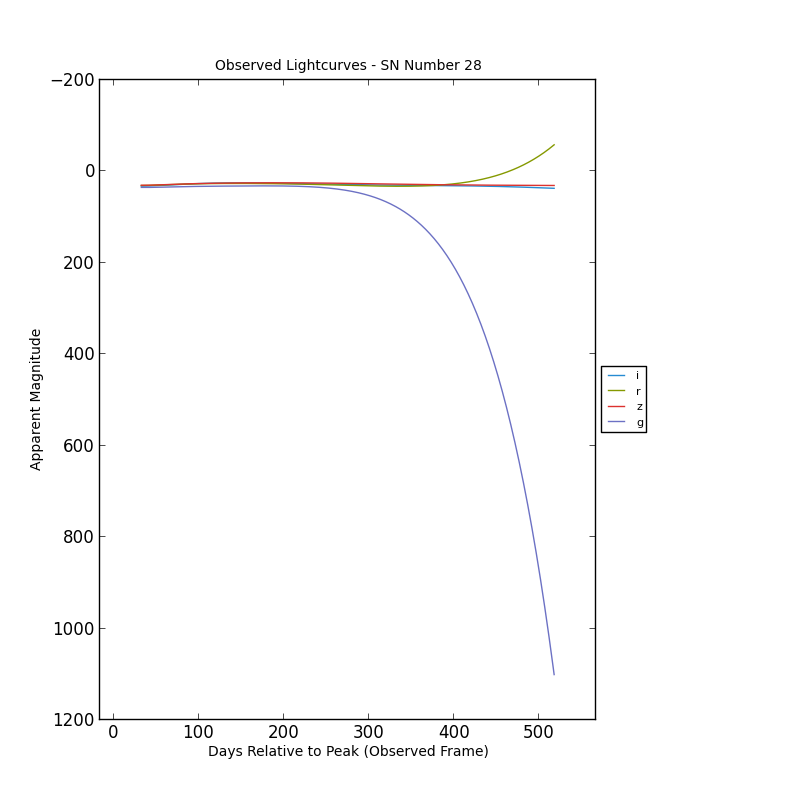 Observed Lightcurves - SN Number 28
−200
0
200
400
600
800
1000
1200
Apparent Magnitude
0 100 200 300 400 500
Days Relative to Peak (Observed Frame)
i
r
z
g